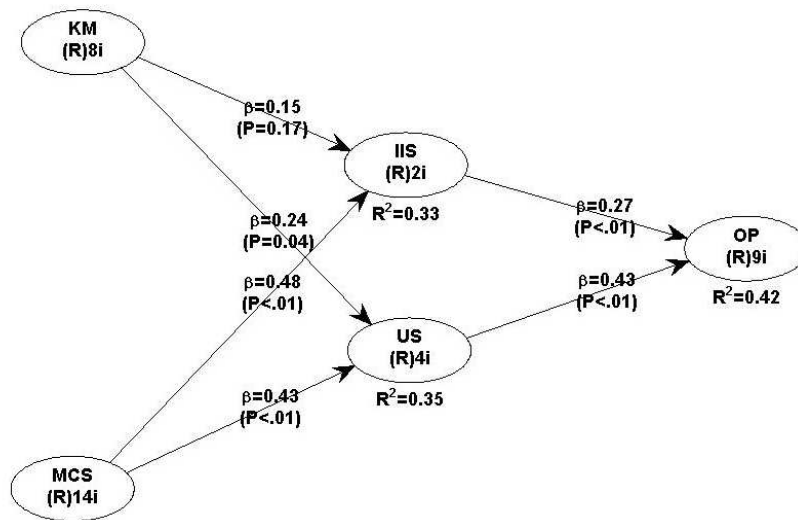 KM
(R)8i
β=0.15
(P=0.17)
IIS
(R)2i
R²=0.33
β=0.24
(P=0.04)
β=0.27
(P<.01)
OP
(R)9i
R²=0.42
β=0.48
(P<.01)
β=0.43
(P<.01)
US
(R)4i
R²=0.35
β=0.43
(P<.01)
MCS
(R)14i